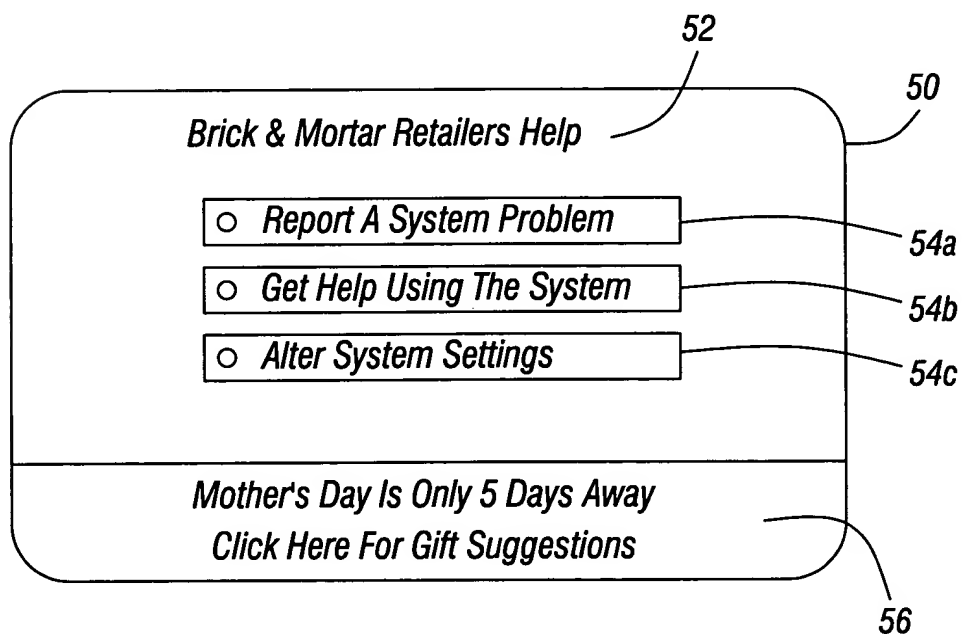 52
50
Brick & Mortar Retailers Help
Report A System Problem
54a
Get Help Using The System
54b
Alter System Settings
54c
Mother's Day Is Only 5 Days Away
Click Here For Gift Suggestions
56